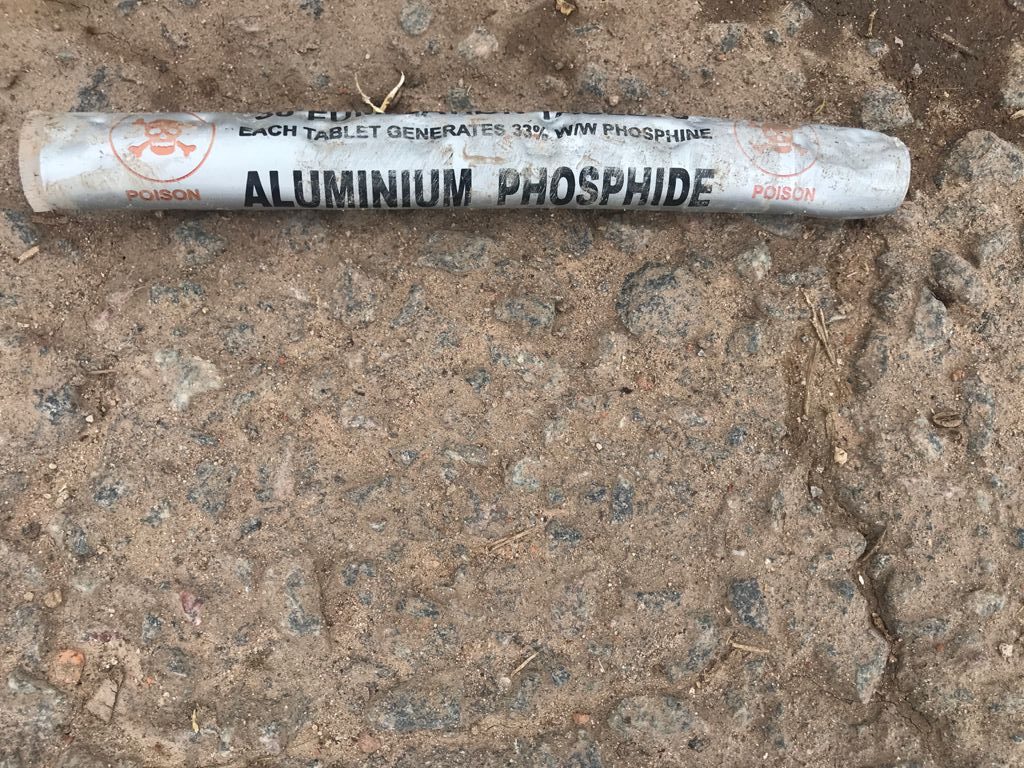 EACH TABLET GENERATES 33% W/W PHOSPHINE
POISON
ALUMINIUM PHOSPHIDE
POISON